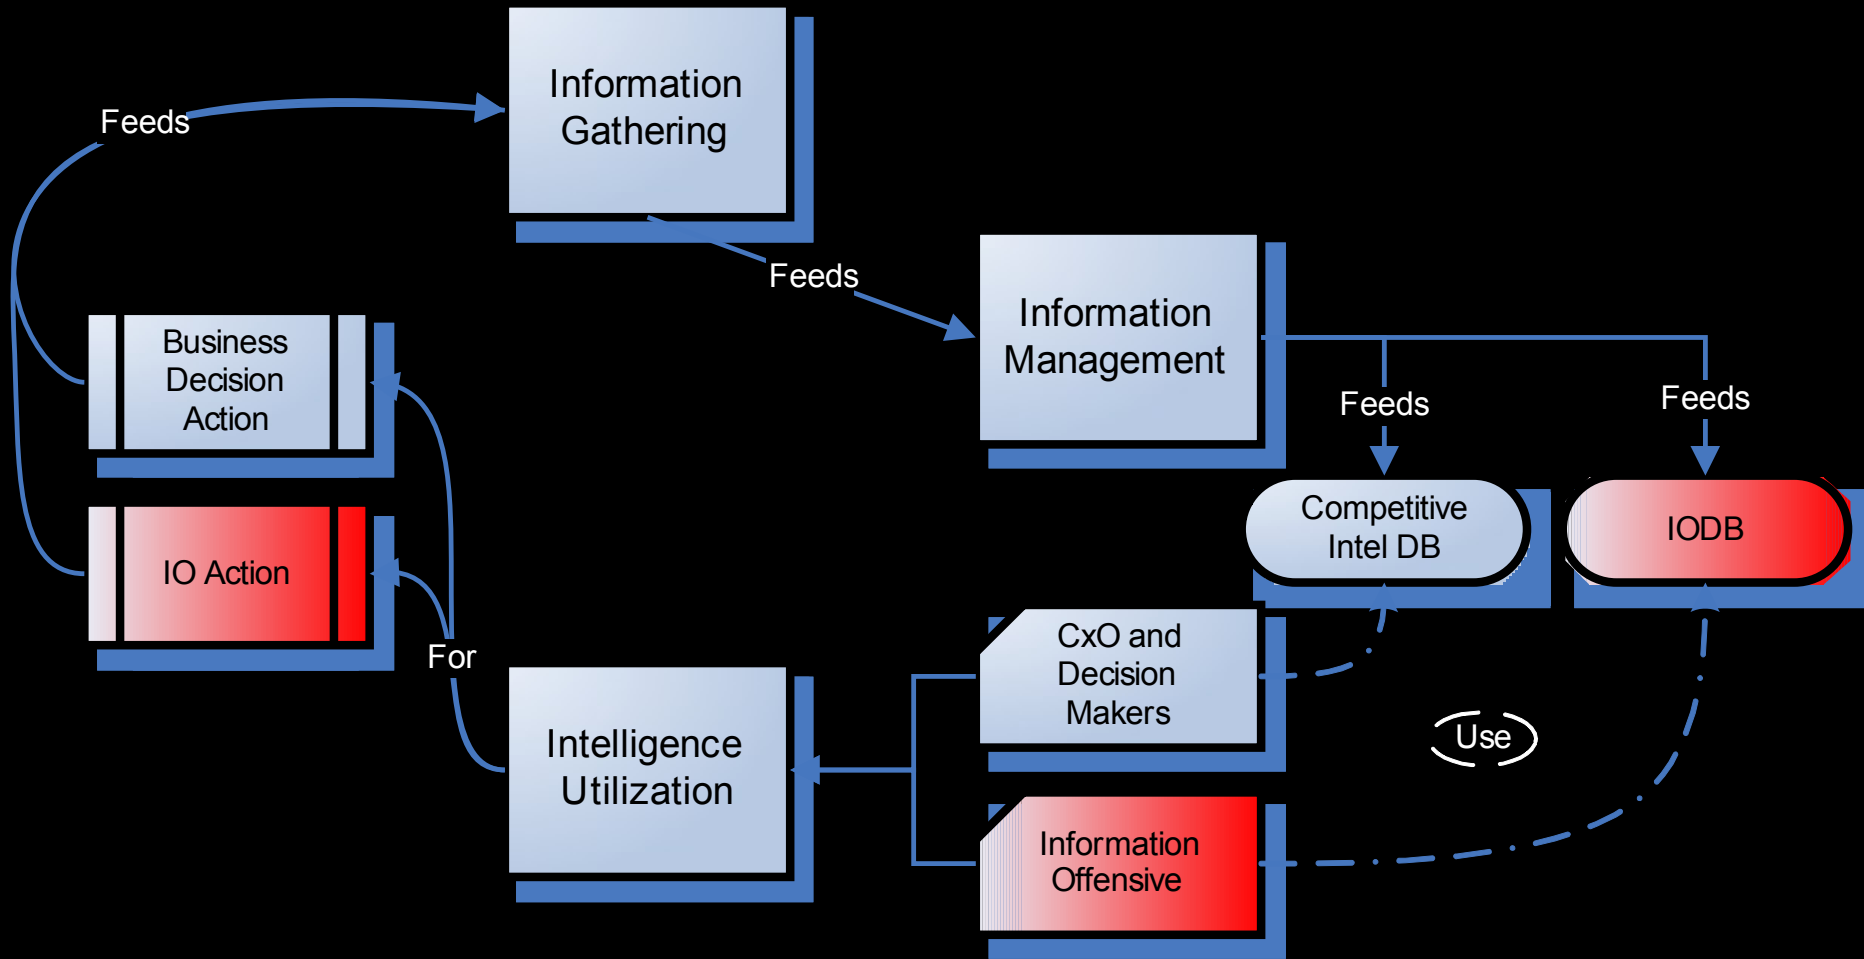 Information
Gathering
Feeds
Feeds
Information
Management
Business
Decision
Action
Feeds
Feeds
Competitive
Intel DB
IODB
IO Action
For
CxO and
Decision
Makers
Use
Intelligence
Utilization
Information
Offensive